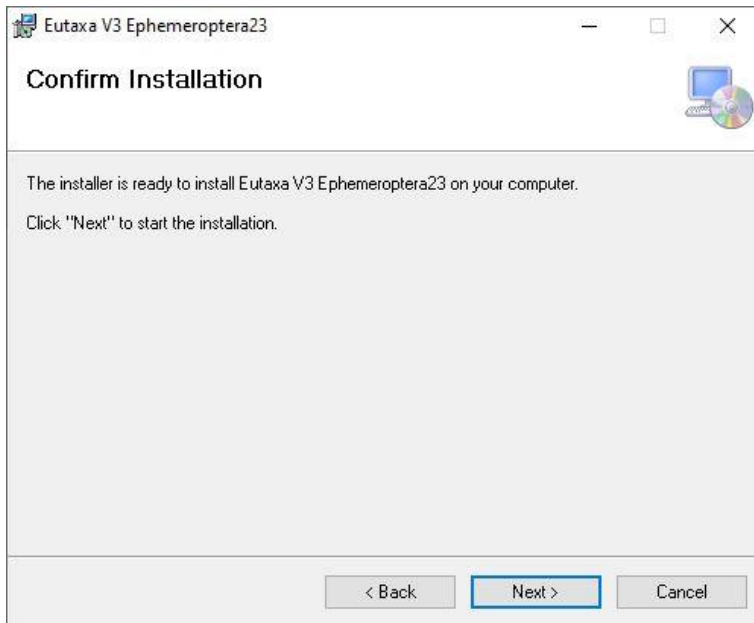 Eutaxa V3 Ephemeroptera23
Confirm Installation
The installer is ready to install Eutaxa V3 Ephemeroptera23 on your computer.
Click "Next" to start the installation.
< Back
Next >
Cancel